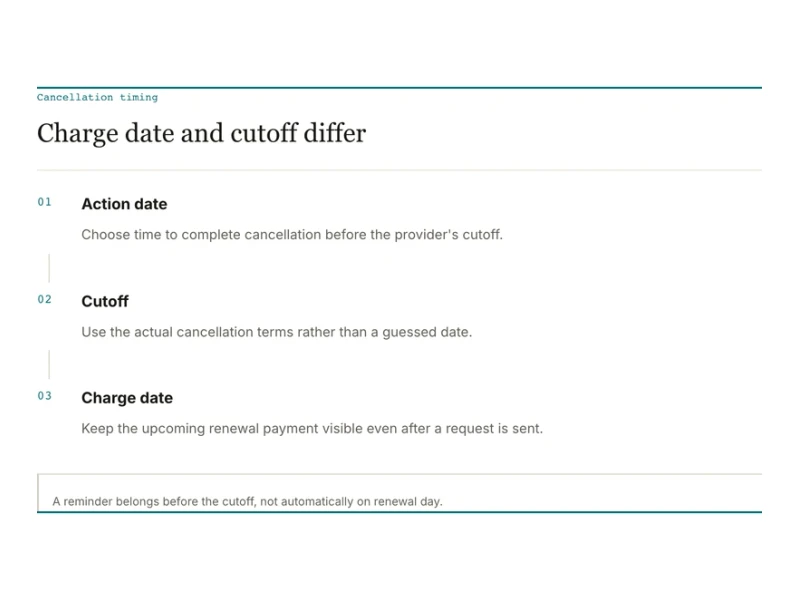 Cancellation timing
Charge date and cutoff differ
01
Action date
Choose time to complete cancellation before the provider's cutoff.
02
Cutoff
Use the actual cancellation terms rather than a guessed date.
03
Charge date
Keep the upcoming renewal payment visible even after a request is sent.
A reminder belongs before the cutoff, not automatically on renewal day.